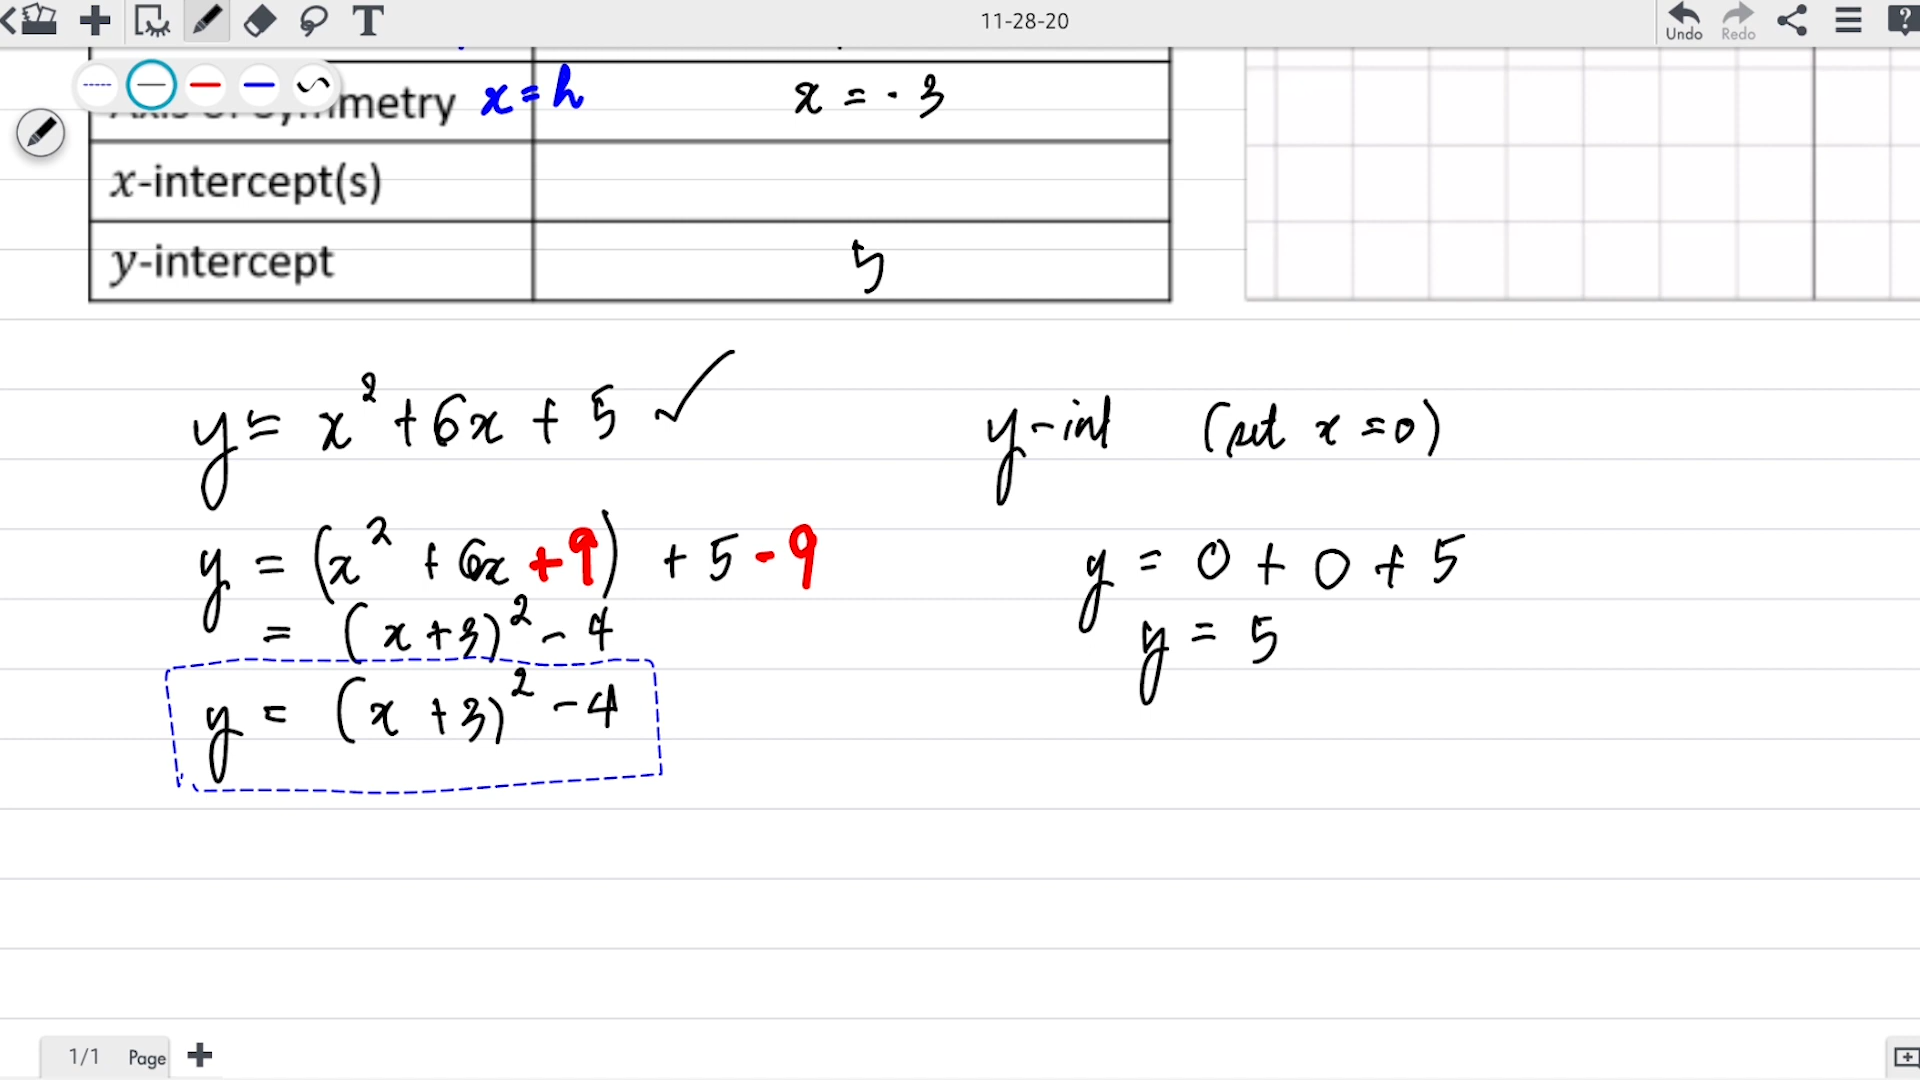 T
11-28-20
Undo
Redo
?
metry x=h
x = -3
x-intercept(s)
y-intercept
5
y = x² + 6x + 5 ✓
y = (x² + 6x +9) + 5 - 9
= (x+3)² - 4
y = (x +3)² - 4
y-int (set x = 0)
y = 0 + 0 + 5
y = 5
1/1 Page +